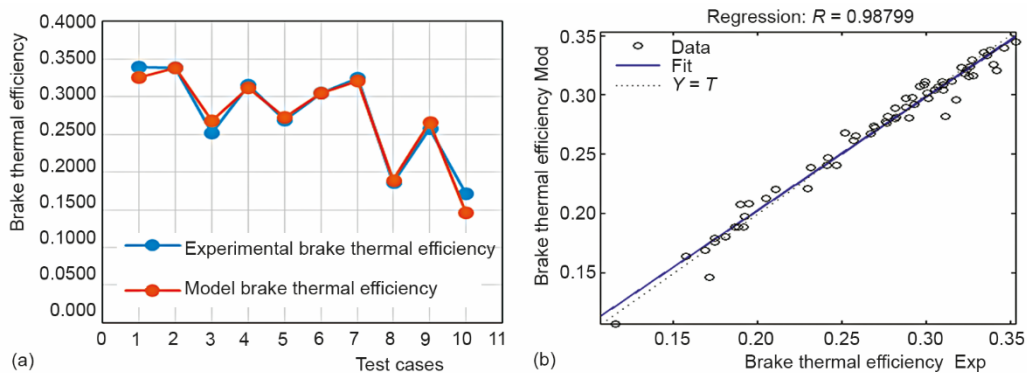 Brake thermal efficiency
0.4000
0.3500
0.3000
0.2500
0.2000
0.1500
0.1000
0.0500
0.000
Experimental brake thermal efficiency
Model brake thermal efficiency
0 1 2 3 4 5 6 7 8 9 10 11
(a)
Test cases
Regression: R = 0.98799
Brake thermal efficiency Mod
0.35
0.30
0.25
0.20
0.15
Data
Fit
Y = T
0.15 0.20 0.25 0.30 0.35
(b)
Brake thermal efficiency Exp